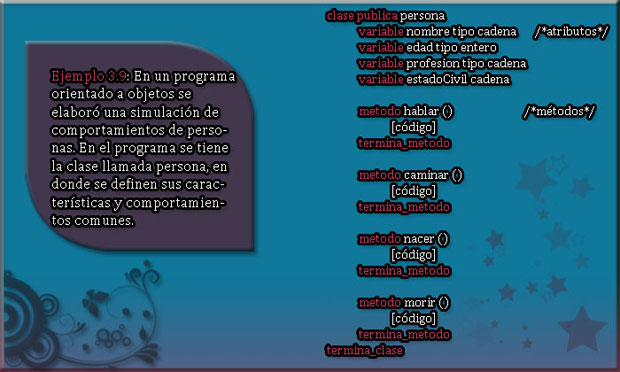 Ejemplo 3.9: En un programa
orientado a objetos se
elaboró una simulación de
comportamientos de perso-
nas. En el programa se tiene
la clase llamada persona, en
donde se definen sus carac-
terísticas y comportamien-
tos comunes.
clase publica persona
variable nombre tipo cadena /*atributos*/
variable edad tipo entero
variable profesion tipo cadena
variable estadoCivil cadena
metodo hablar () /*métodos*/
[código]
termina_metodo
metodo caminar ()
[código]
termina_metodo
metodo nacer ()
[código]
termina_metodo
metodo morir ()
[código]
termina_metodo
termina_clase